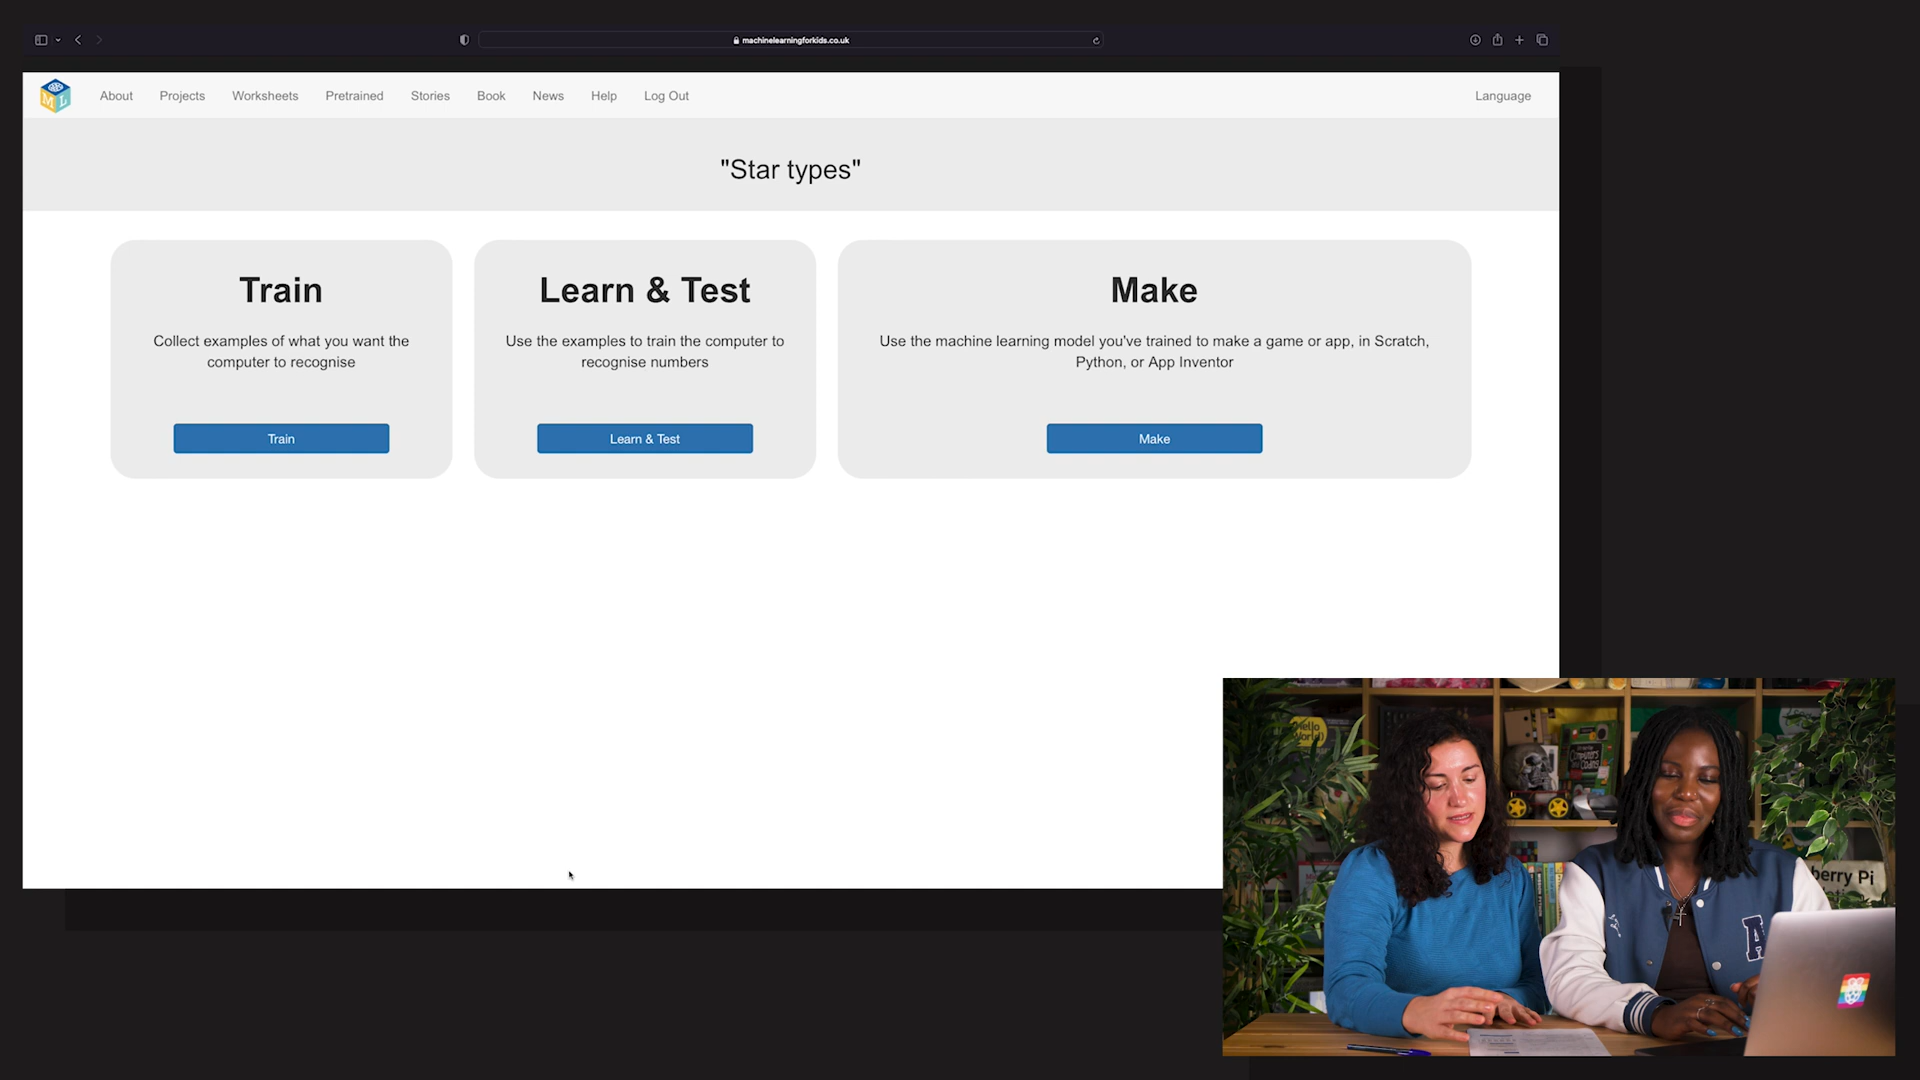 machinelearningforkids.co.uk
ML
About Projects Worksheets Pretrained Stories Book News Help Log Out Language
"Star types"
Train
Collect examples of what you want the
computer to recognise
Train
Learn & Test
Use the examples to train the computer to
recognise numbers
Learn & Test
Make
Use the machine learning model you've trained to make a game or app, in Scratch,
Python, or App Inventor
Make
Hello
World
berry Pi
A